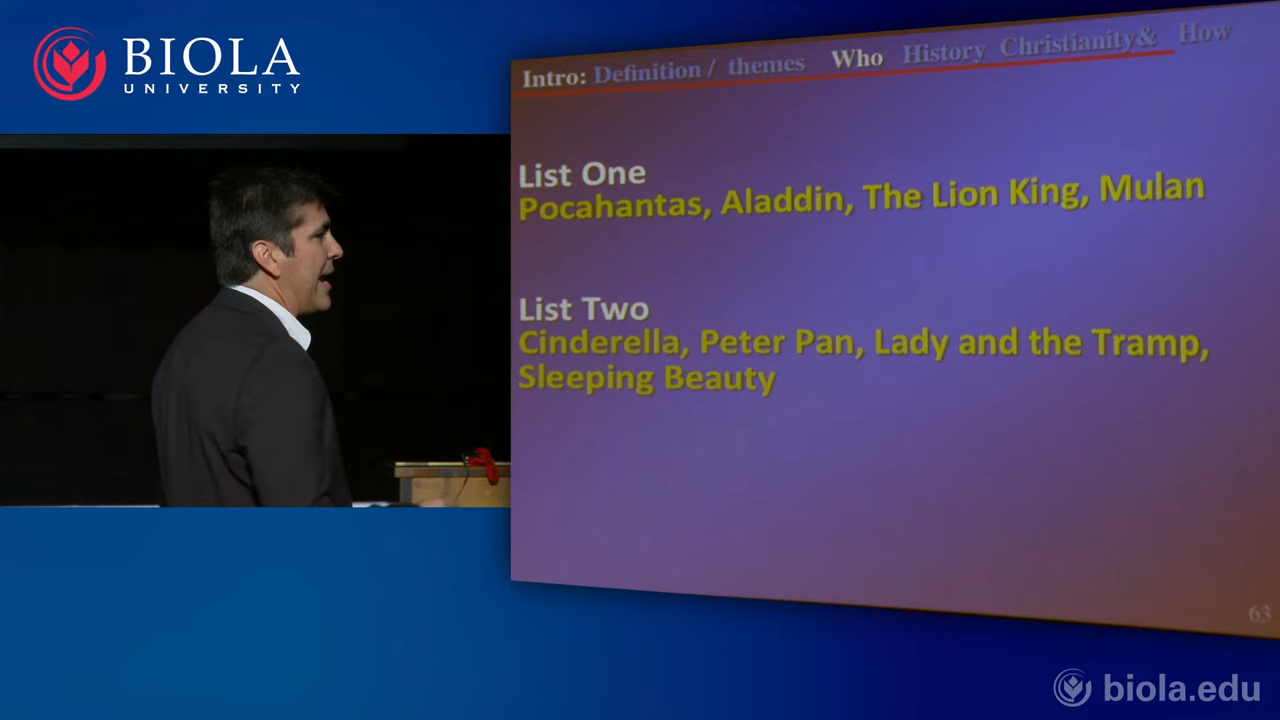 BIOLA
UNIVERSITY
Intro: Definition / themes Who History Christianity& How
List One
Pocahantas, Aladdin, The Lion King, Mulan
List Two
Cinderella, Peter Pan, Lady and the Tramp,
Sleeping Beauty
63
biola.edu